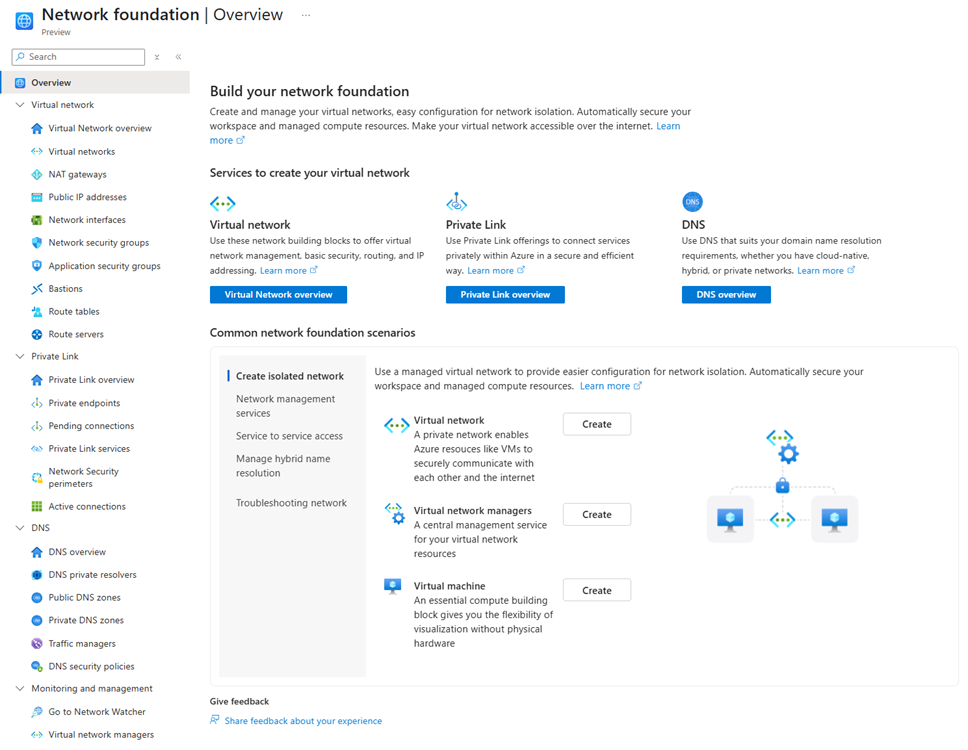 Network foundation | Overview ...
Preview
Search
Overview
Virtual network
Virtual Network overview
Virtual networks
NAT gateways
Public IP addresses
Network interfaces
Network security groups
Application security groups
Bastions
Route tables
Route servers
Private Link
Private Link overview
Private endpoints
Pending connections
Private Link services
Network Security
perimeters
Active connections
DNS
DNS overview
DNS private resolvers
Public DNS zones
Private DNS zones
Traffic managers
DNS security policies
Monitoring and management
Go to Network Watcher
Virtual network managers
Build your network foundation
Create and manage your virtual networks, easy configuration for network isolation. Automatically secure your
workspace and managed compute resources. Make your virtual network accessible over the internet. Learn
more
Services to create your virtual network
Virtual network
Use these network building blocks to offer virtual
network management, basic security, routing, and IP
addressing. Learn more
Virtual Network overview
Private Link
Use Private Link offerings to connect services
privately within Azure in a secure and efficient
way. Learn more
Private Link overview
DNS
DNS
Use DNS that suits your domain name resolution
requirements, whether you have cloud-native,
hybrid, or private networks. Learn more
DNS overview
Common network foundation scenarios
Create isolated network
Network management
services
Service to service access
Manage hybrid name
resolution
Troubleshooting network
Use a managed virtual network to provide easier configuration for network isolation. Automatically secure your
workspace and managed compute resources. Learn more
Virtual network
A private network enables
Azure resouces like VMs to
securely communicate with
each other and the internet
Create
Virtual network managers
A central management service
for your virtual network
resources
Create
Virtual machine
An essential compute building
block gives you the flexibility of
visualization without physical
hardware
Create
Give feedback
Share feedback about your experience